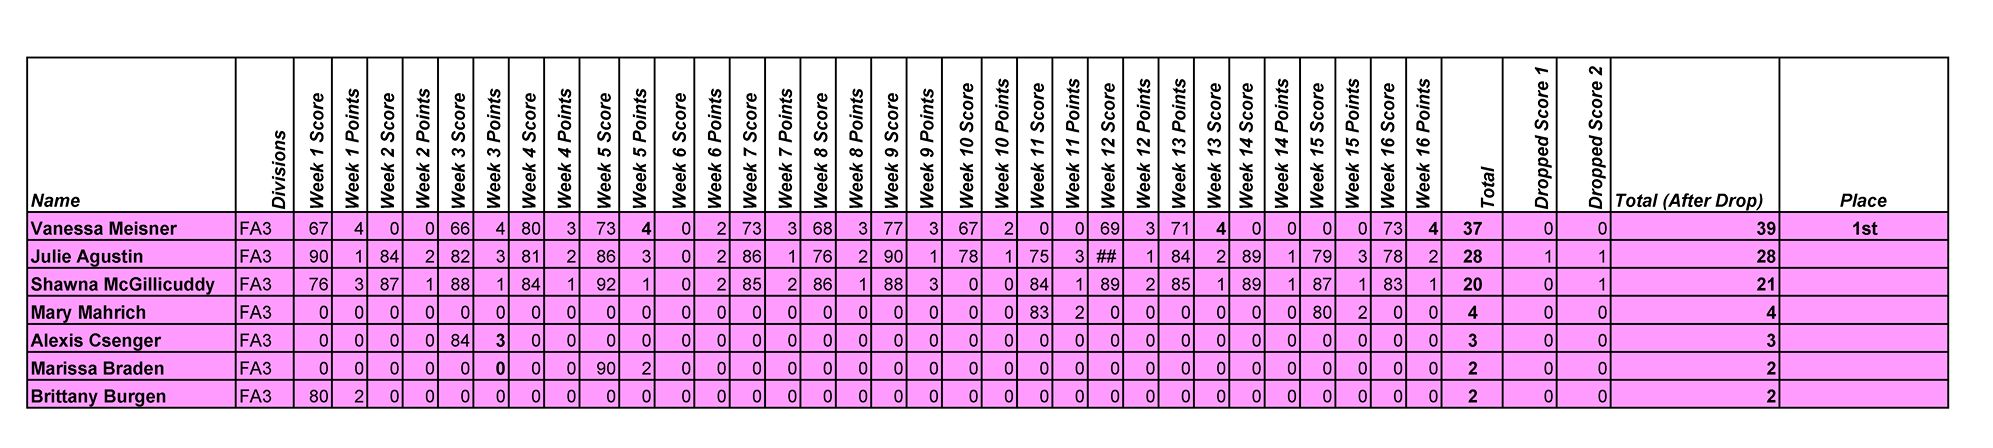 Name Divisions Week 1 Score Week 1 Points Week 2 Score Week 2 Points Week 3 Score Week 3 Points Week 4 Score Week 4 Points Week 5 Score Week 5 Points Week 6 Score Week 6 Points Week 7 Score Week 7 Points Week 8 Score Week 8 Points Week 9 Score Week 9 Points Week 10 Score Week 10 Points Week 11 Score Week 11 Points Week 12 Score Week 12 Points Week 13 Points Week 13 Score Week 14 Score Week 14 Points Week 15 Score Week 15 Points Week 16 Score Week 16 Points Total Dropped Score 1 Dropped Score 2 Total (After Drop) Place
Vanessa Meisner FA3 67 4 0 0 66 4 80 3 73 4 0 2 73 3 68 3 77 3 67 2 0 0 69 3 71 4 0 0 0 0 73 4 37 0 0 39 1st
Julie Agustin FA3 90 1 84 2 82 3 81 2 86 3 0 2 86 1 76 2 90 1 78 1 75 3 ## 1 84 2 89 1 79 3 78 2 28 1 1 28
Shawna McGillicuddy FA3 76 3 87 1 88 1 84 1 92 1 0 2 85 2 86 1 88 3 0 0 84 1 89 2 85 1 89 1 87 1 83 1 20 0 1 21
Mary Mahrich FA3 0 0 0 0 0 0 0 0 0 0 0 0 0 0 0 0 0 0 0 0 83 2 0 0 0 0 0 0 80 2 0 0 4 0 0 4
Alexis Csenger FA3 0 0 0 0 84 3 0 0 0 0 0 0 0 0 0 0 0 0 0 0 0 0 0 0 0 0 0 0 0 0 0 0 3 0 0 3
Marissa Braden FA3 0 0 0 0 0 0 0 0 90 2 0 0 0 0 0 0 0 0 0 0 0 0 0 0 0 0 0 0 0 0 0 0 2 0 0 2
Brittany Burgen FA3 80 2 0 0 0 0 0 0 0 0 0 0 0 0 0 0 0 0 0 0 0 0 0 0 0 0 0 0 0 0 0 0 2 0 0 2